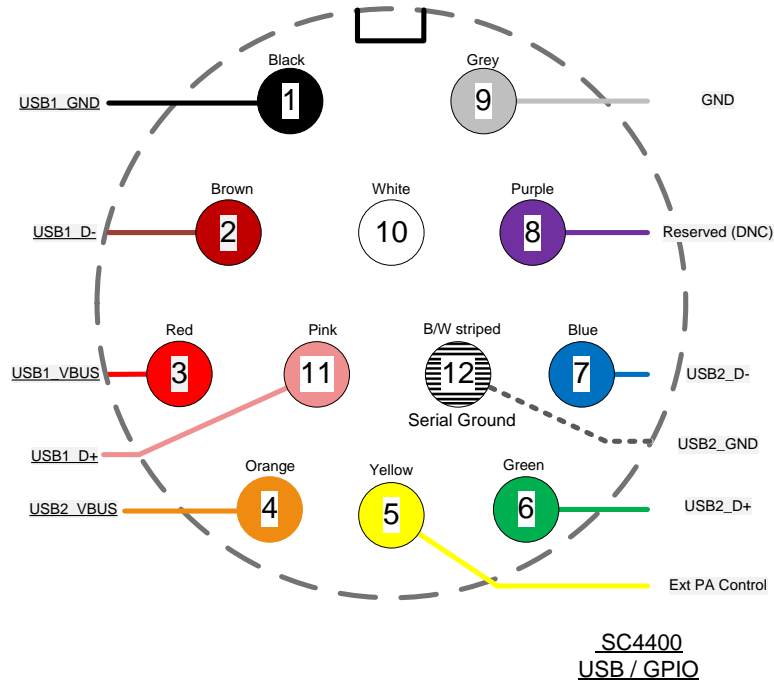 Black
Grey
USB1_GND
1
9
GND
Brown
White
Purple
USB1_D-
2
10
8
Reserved (DNC)
Red
Pink
B/W striped
Blue
USB1_VBUS
3
11
12
7
USB2_D-
Serial Ground
USB2_GND
USB1_D+
Orange
Yellow
Green
USB2_VBUS
4
5
6
USB2_D+
Ext PA Control
SC4400
USB / GPIO